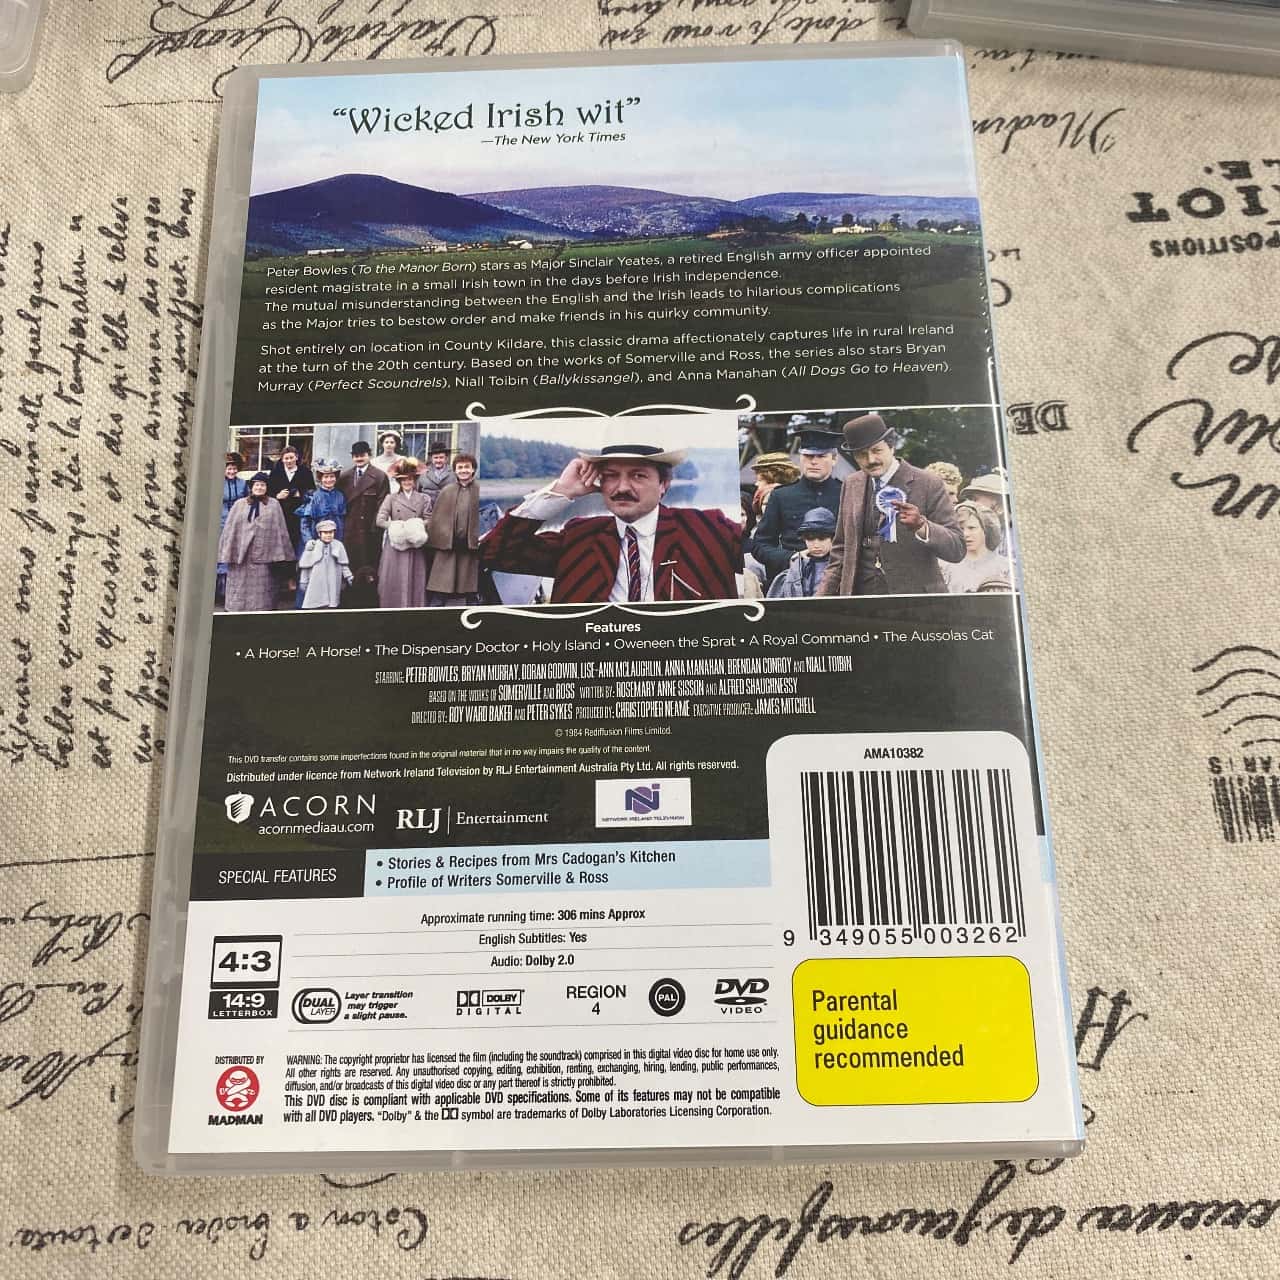 “Wicked Irish wit”
—The New York Times
Peter Bowles (To the Manor Born) stars as Major Sinclair Yeates, a retired English army officer appointed
resident magistrate in a small Irish town in the days before Irish independence.
The mutual misunderstanding between the English and the Irish leads to hilarious complications
as the Major tries to bestow order and make friends in his quirky community.
Shot entirely on location in County Kildare, this classic drama affectionately captures life in rural Ireland
at the turn of the 20th century. Based on the works of Somerville and Ross, the series also stars Bryan
Murray (Perfect Scoundrels), Niall Toibin (Ballykissangel), and Anna Manahan (All Dogs Go to Heaven).
Features
• A Horse! A Horse! • The Dispensary Doctor • Holy Island • Oweneen the Sprat • A Royal Command • The Aussolas Cat
STARRING: PETER BOWLES, BRYAN MURRAY, DORAN GODWIN, LISE-ANN MCLAUGHLIN, ANNA MANAHAN, BRENDAN CONROY AND NIALL TOIBIN
BASED ON THE WORKS OF SOMERVILLE AND ROSS WRITTEN BY: ROSEMARY ANNE SISSON AND ALFRED SHAUGHNESSY
DIRECTED BY: ROY WARD BAKER AND PETER SYKES PRODUCED BY: CHRISTOPHER NEAME EXECUTIVE PRODUCER: JAMES MITCHELL
© 1984 Rediffusion Films Limited.
This DVD transfer contains some imperfections found in the original material that in no way impairs the quality of the content.
Distributed under licence from Network Ireland Television by RLJ Entertainment Australia Pty Ltd. All rights reserved.
ACORN
acornmediaau.com
RLJ Entertainment
NETWORK IRELAND TELEVISION
AMA10382
9 349055 003262
SPECIAL FEATURES
• Stories & Recipes from Mrs Cadogan's Kitchen
• Profile of Writers Somerville & Ross
Approximate running time: 306 mins Approx
English Subtitles: Yes
Audio: Dolby 2.0
4:3
14:9
LETTERBOX
DUAL
LAYER
Layer transition
may trigger
a slight pause.
DOLBY
DIGITAL
REGION
4
PAL
DVD
VIDEO
Parental
guidance
recommended
DISTRIBUTED BY
MADMAN
WARNING: The copyright proprietor has licensed the film (including the soundtrack) comprised in this digital video disc for home use only.
All other rights are reserved. Any unauthorised copying, editing, exhibition, renting, exchanging, hiring, lending, public performances,
diffusion, and/or broadcasts of this digital video disc or any part thereof is strictly prohibited.
This DVD disc is compliant with applicable DVD specifications. Some of its features may not be compatible
with all DVD players. "Dolby" & the symbol are trademarks of Dolby Laboratories Licensing Corporation.